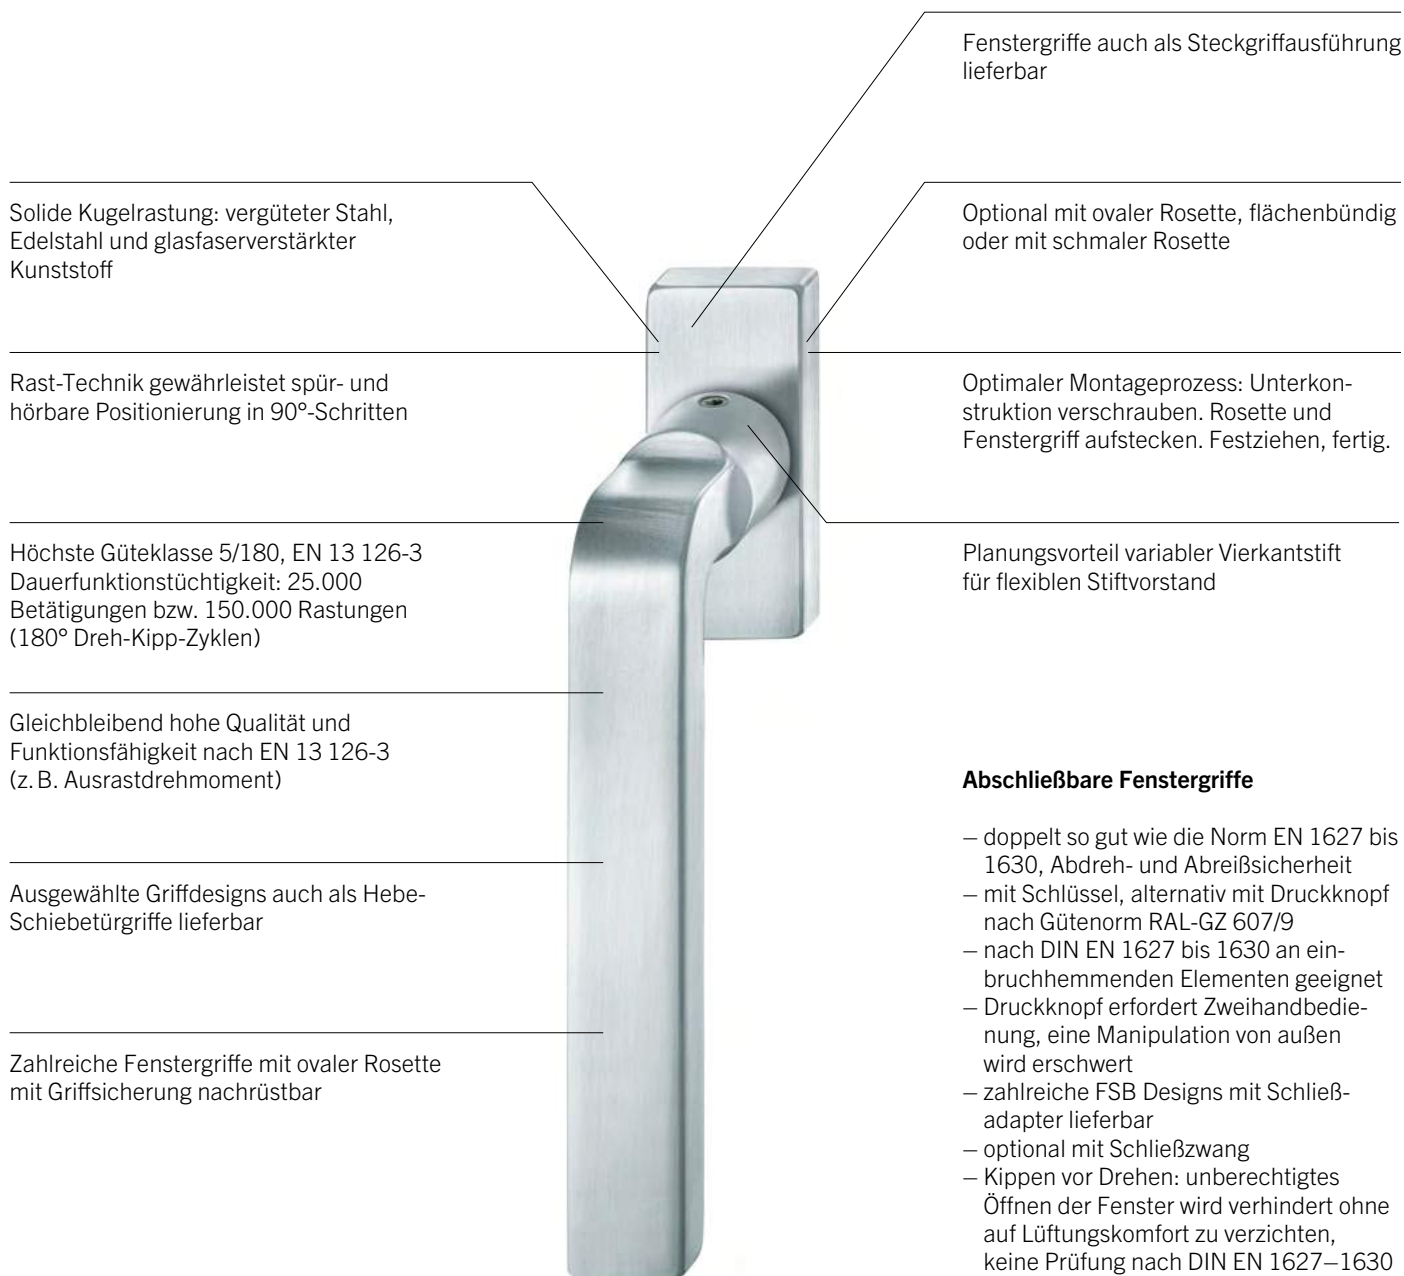 Fenstergriffe auch als Steckgriffausführung
lieferbar
Solide Kugelrastung: vergüteter Stahl,
Edelstahl und glasfaserverstärkter
Kunststoff
Optional mit ovaler Rosette, flächenbündig
oder mit schmaler Rosette
Rast-Technik gewährleistet spür- und
hörbare Positionierung in 90°-Schritten
Optimaler Montageprozess: Unterkon-
struktion verschrauben. Rosette und
Fenstergriff aufstecken. Festziehen, fertig.
Höchste Güteklasse 5/180, EN 13 126-3
Dauerfunktionstüchtigkeit: 25.000
Betätigungen bzw. 150.000 Rastungen
(180° Dreh-Kipp-Zyklen)
Planungsvorteil variabler Vierkantstift
für flexiblen Stiftvorstand
Gleichbleibend hohe Qualität und
Funktionsfähigkeit nach EN 13 126-3
(z. B. Ausrastdrehmoment)
Ausgewählte Griffdesigns auch als Hebe-
Schiebetürgriffe lieferbar
Zahlreiche Fenstergriffe mit ovaler Rosette
mit Griffsicherung nachrüstbar
Abschließbare Fenstergriffe
– doppelt so gut wie die Norm EN 1627 bis
1630, Abdreh- und Abreißsicherheit
– mit Schlüssel, alternativ mit Druckknopf
nach Gütenorm RAL-GZ 607/9
– nach DIN EN 1627 bis 1630 an ein-
bruchhemmenden Elementen geeignet
– Druckknopf erfordert Zweihandbedie-
nung, eine Manipulation von außen
wird erschwert
– zahlreiche FSB Designs mit Schließ-
adapter lieferbar
– optional mit Schließzwang
– Kippen vor Drehen: unberechtigtes
Öffnen der Fenster wird verhindert ohne
auf Lüftungskomfort zu verzichten,
keine Prüfung nach DIN EN 1627–1630